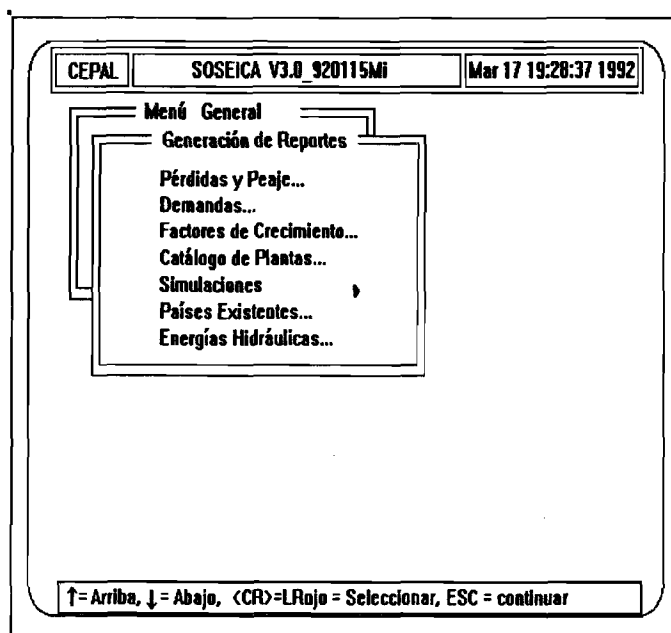 CEPAL SOSEICA V3.0_920115Mi Mar 17 19:28:37 1992
Menú General
Generación de Reportes
Pérdidas y Peaje...
Demandas...
Factores de Crecimiento...
Catálogo de Plantas...
Simulaciones
Países Existentes...
Energías Hidráulicas...
↑= Arriba, ↓= Abajo, <CR>=LRojo = Seleccionar, ESC = continuar